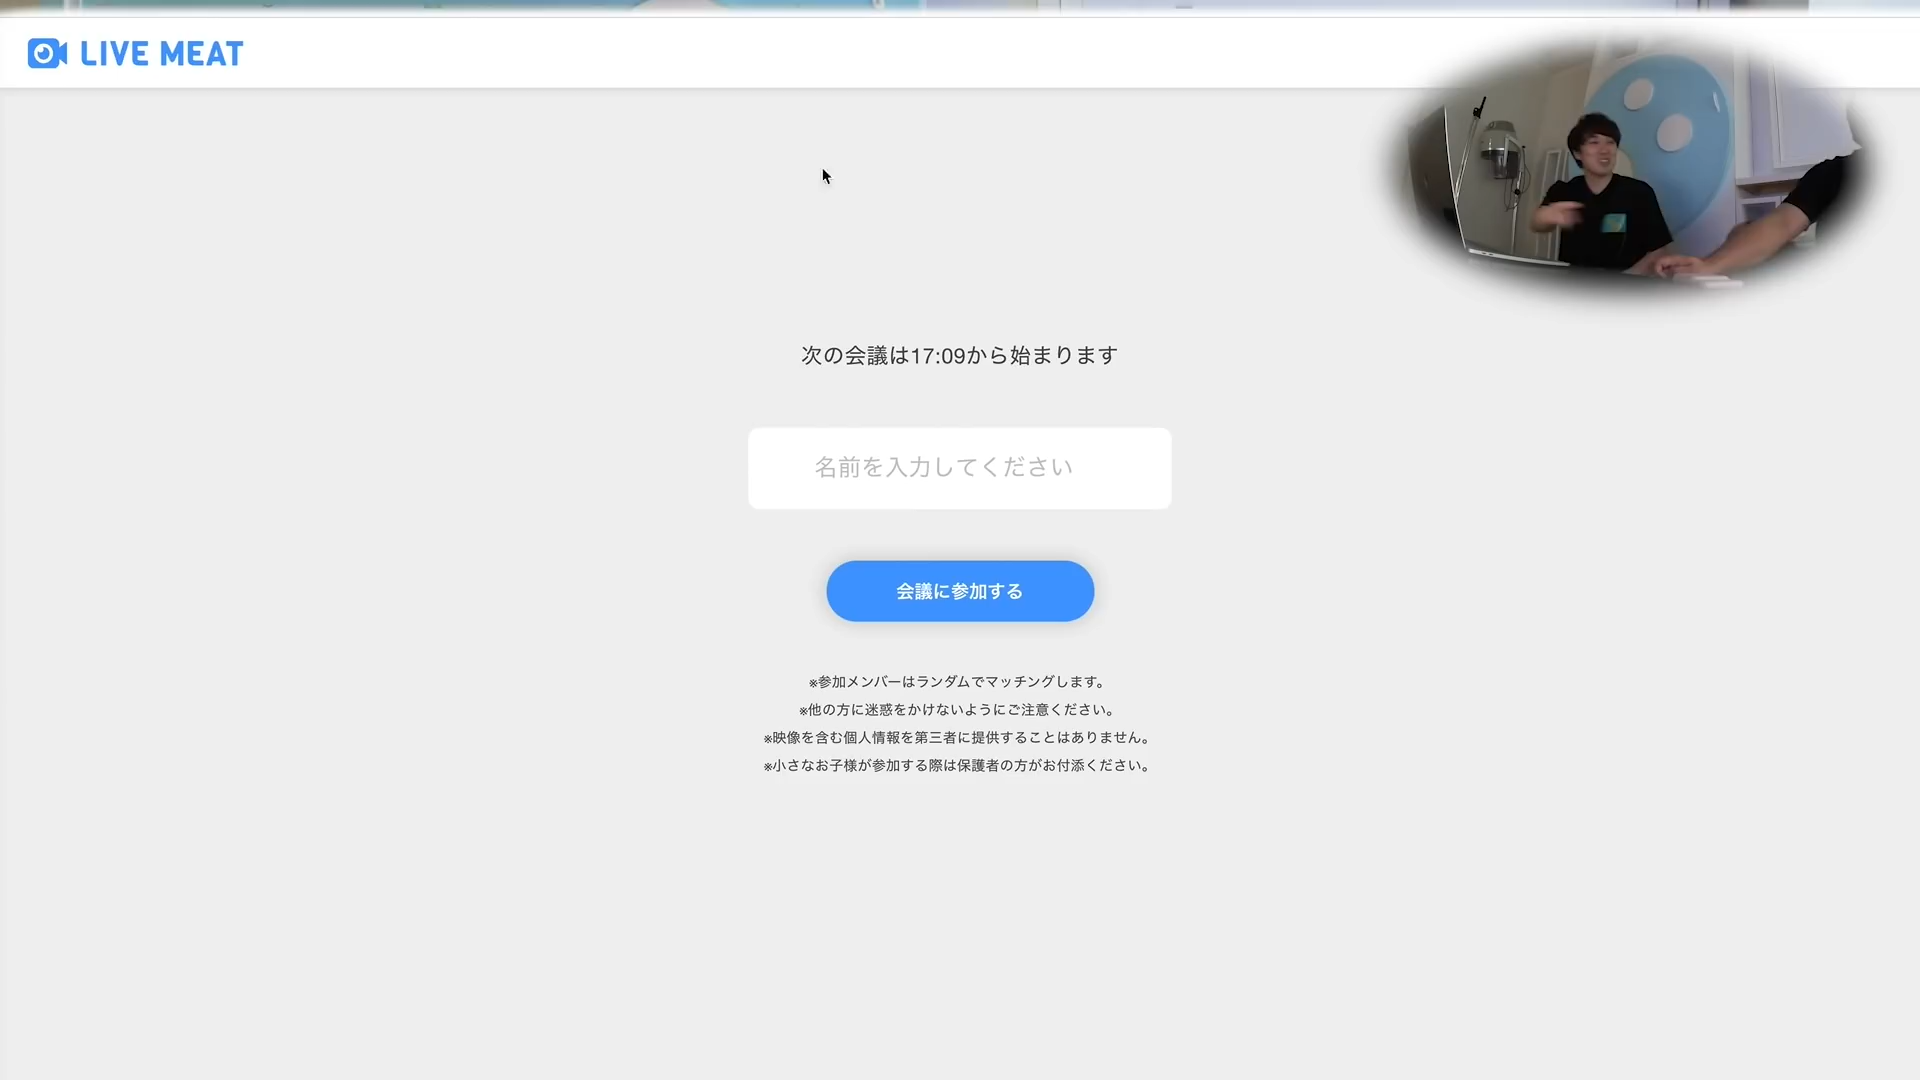 LIVE MEAT
次の会議は17:09から始まります
名前を入力してください
会議に参加する
※参加メンバーはランダムでマッチングします。
※他の方に迷惑をかけないようにご注意ください。
※映像を含む個人情報を第三者に提供することはありません。
※小さなお子様が参加する際は保護者の方がお付添ください。